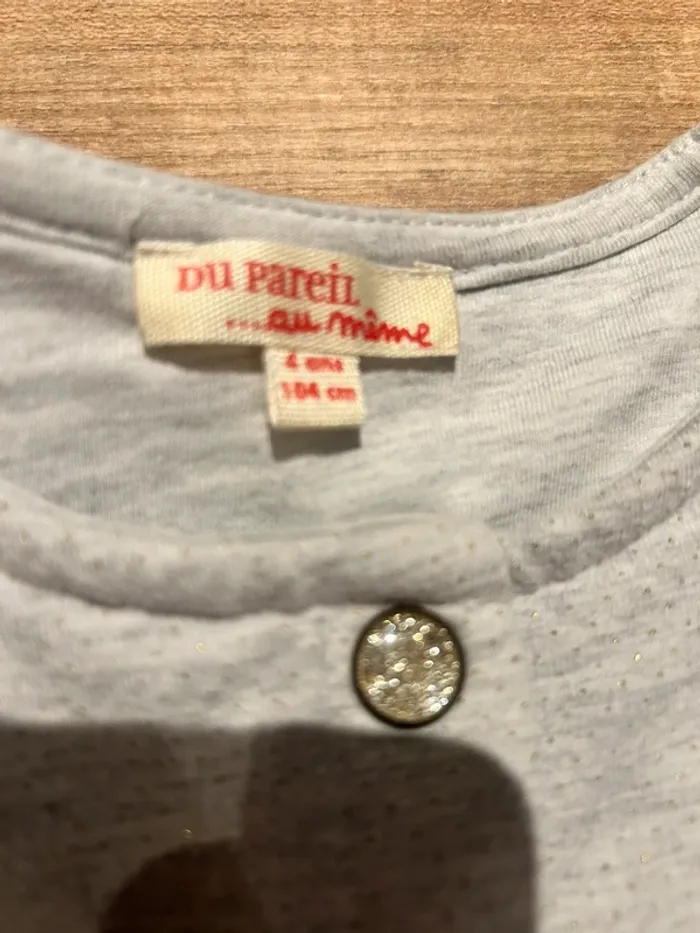 DU PAREIL
...au même
4 ans
104 cm